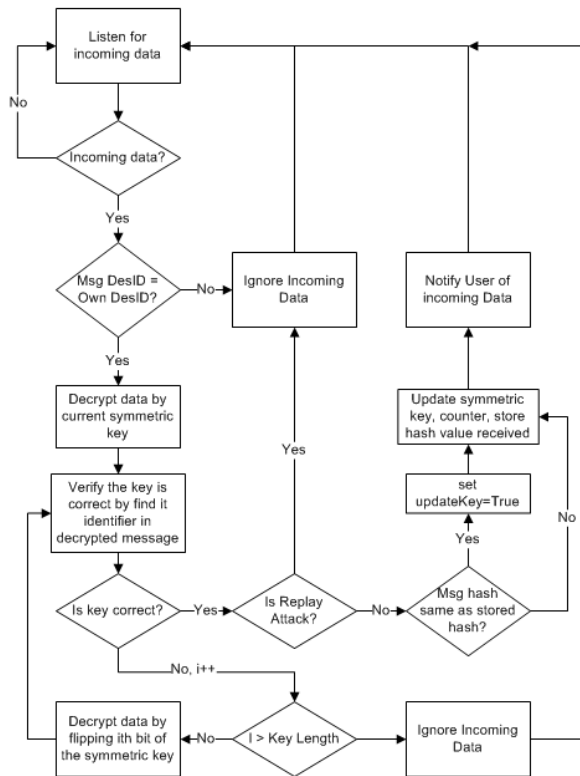 Listen for
incoming data
No
Incoming data?
Yes
Msg DesID =
Own DesID?
No
Ignore Incoming
Data
Notify User of
incoming Data
Yes
Decrypt data by
current symmetric
key
Update symmetric
key, counter, store
hash value received
Yes
Verify the key is
correct by find it
identifier in
decrypted message
set
updateKey=True
No
Yes
Is key correct?
Yes
Is Replay
Attack?
No
Msg hash
same as stored
hash?
No, i++
Decrypt data by
flipping ith bit of
the symmetric key
No
I > Key Length
Ignore Incoming
Data